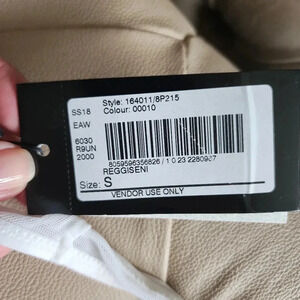 Style: 164011/8P215
SS18 Colour: 00010
EAW
6030
R9UN
2000
8059596356826 / 1 0 23 2280907
REGGISENI
Size: S
VENDOR USE ONLY